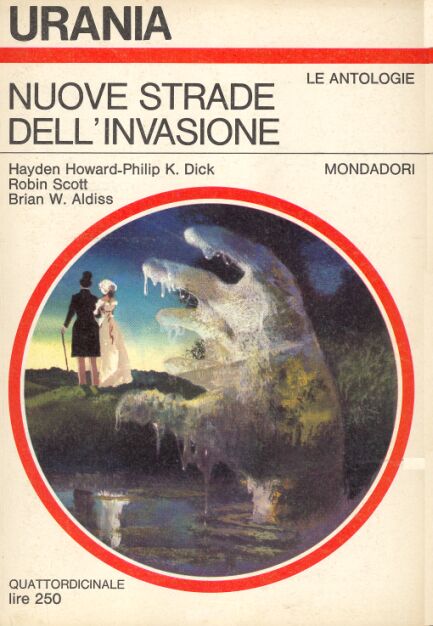 URANIA
LE ANTOLOGIE
NUOVE STRADE
DELL'INVASIONE
Hayden Howard-Philip K. Dick
Robin Scott
Brian W. Aldiss
MONDADORI
QUATTORDICINALE
lire 250